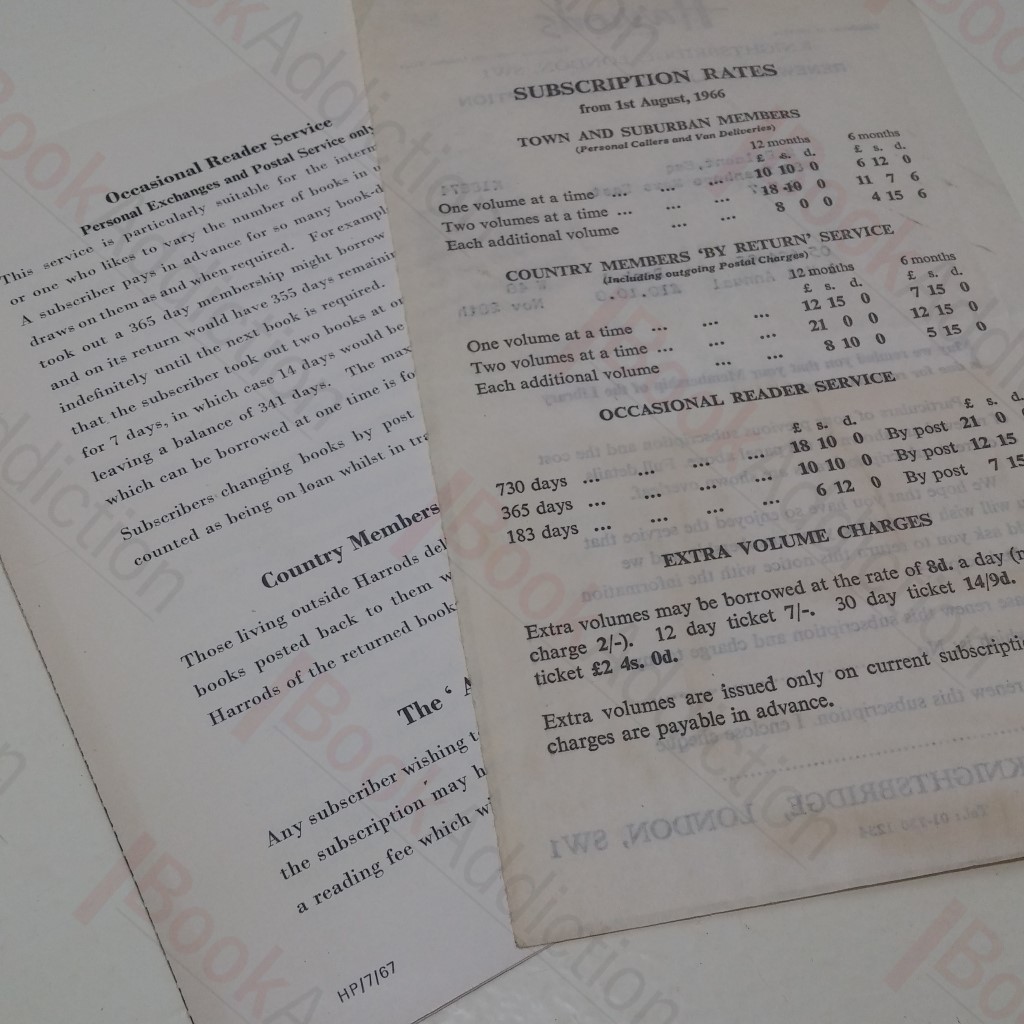 Occasional Reader Service
Personal Exchanges and Postal Service only
This service is particularly suitable for the
or one who likes to vary the number of books in
A subscriber pays in advance for so many
draws on them as and when required. For
took out a 365 day membership might borrow
and on its return would have 355 days
indefinitely until the next book is required.
that the subscriber took out two books at
for 7 days, in which case 14 days would be
leaving a balance of 341 days. The
which can be borrowed at one time is
Subscribers changing books by post
counted as being on loan whilst in
Country Members
Those living outside Harrods
books posted back to them
Harrods of the returned
The '
Any subscriber wishing
the subscription may
a reading fee which
HP/7/67
SUBSCRIPTION RATES
from 1st August, 1966
TOWN AND SUBURBAN MEMBERS
(Personal Callers and Van Deliveries)
12 months 6 months
£ s. d. £ s. d.
One volume at a time ... ... ... 10 10 0 6 12 0
Two volumes at a time ... ... ... 18 10 0 11 7 6
Each additional volume ... ... 8 0 0 4 15 6
COUNTRY MEMBERS 'BY RETURN' SERVICE
(Including outgoing Postal Charges)
12 months 6 months
£ s. d. £ s. d.
One volume at a time ... ... ... 12 15 0 7 15 0
Two volumes at a time ... ... ... 21 0 0 12 15 0
Each additional volume ... ... 8 10 0 5 15 0
OCCASIONAL READER SERVICE
£ s. d. £ s. d.
730 days ... ... ... ... 18 10 0 By post 21 0 0
365 days ... ... ... ... 10 10 0 By post 12 15
183 days ... ... ... ... 6 12 0 By post 7 15
EXTRA VOLUME CHARGES
Extra volumes may be borrowed at the rate of 8d. a day
charge 2/-). 12 day ticket 7/-. 30 day ticket 14/9d.
ticket £2 4s. 0d.
Extra volumes are issued only on current
charges are payable in advance.
KNIGHTSBRIDGE, LONDON, SW1
BookAddiction